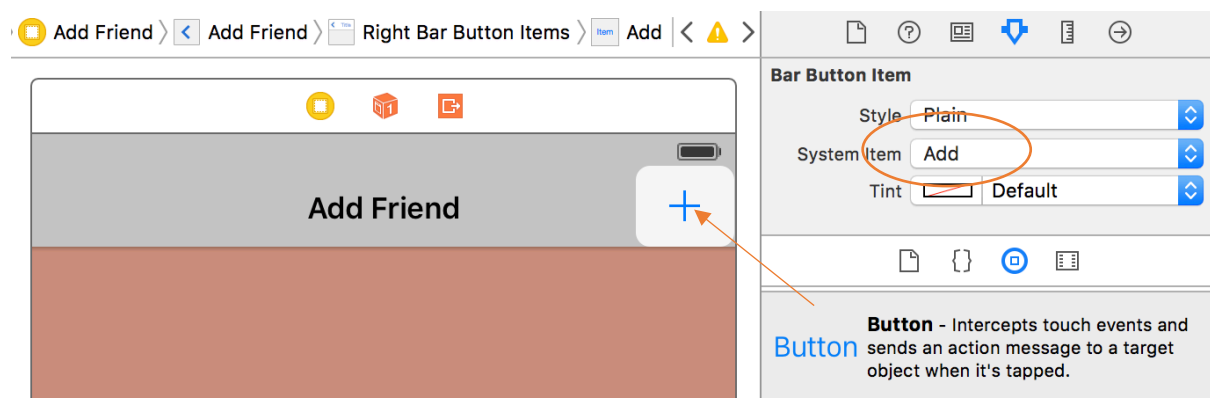 Add Friend
Add Friend
Right Bar Button Items
Item
Add
Bar Button Item
Style Plain
System Item Add
Tint Default
Add Friend
Button
Button - Intercepts touch events and
sends an action message to a target
object when it's tapped.